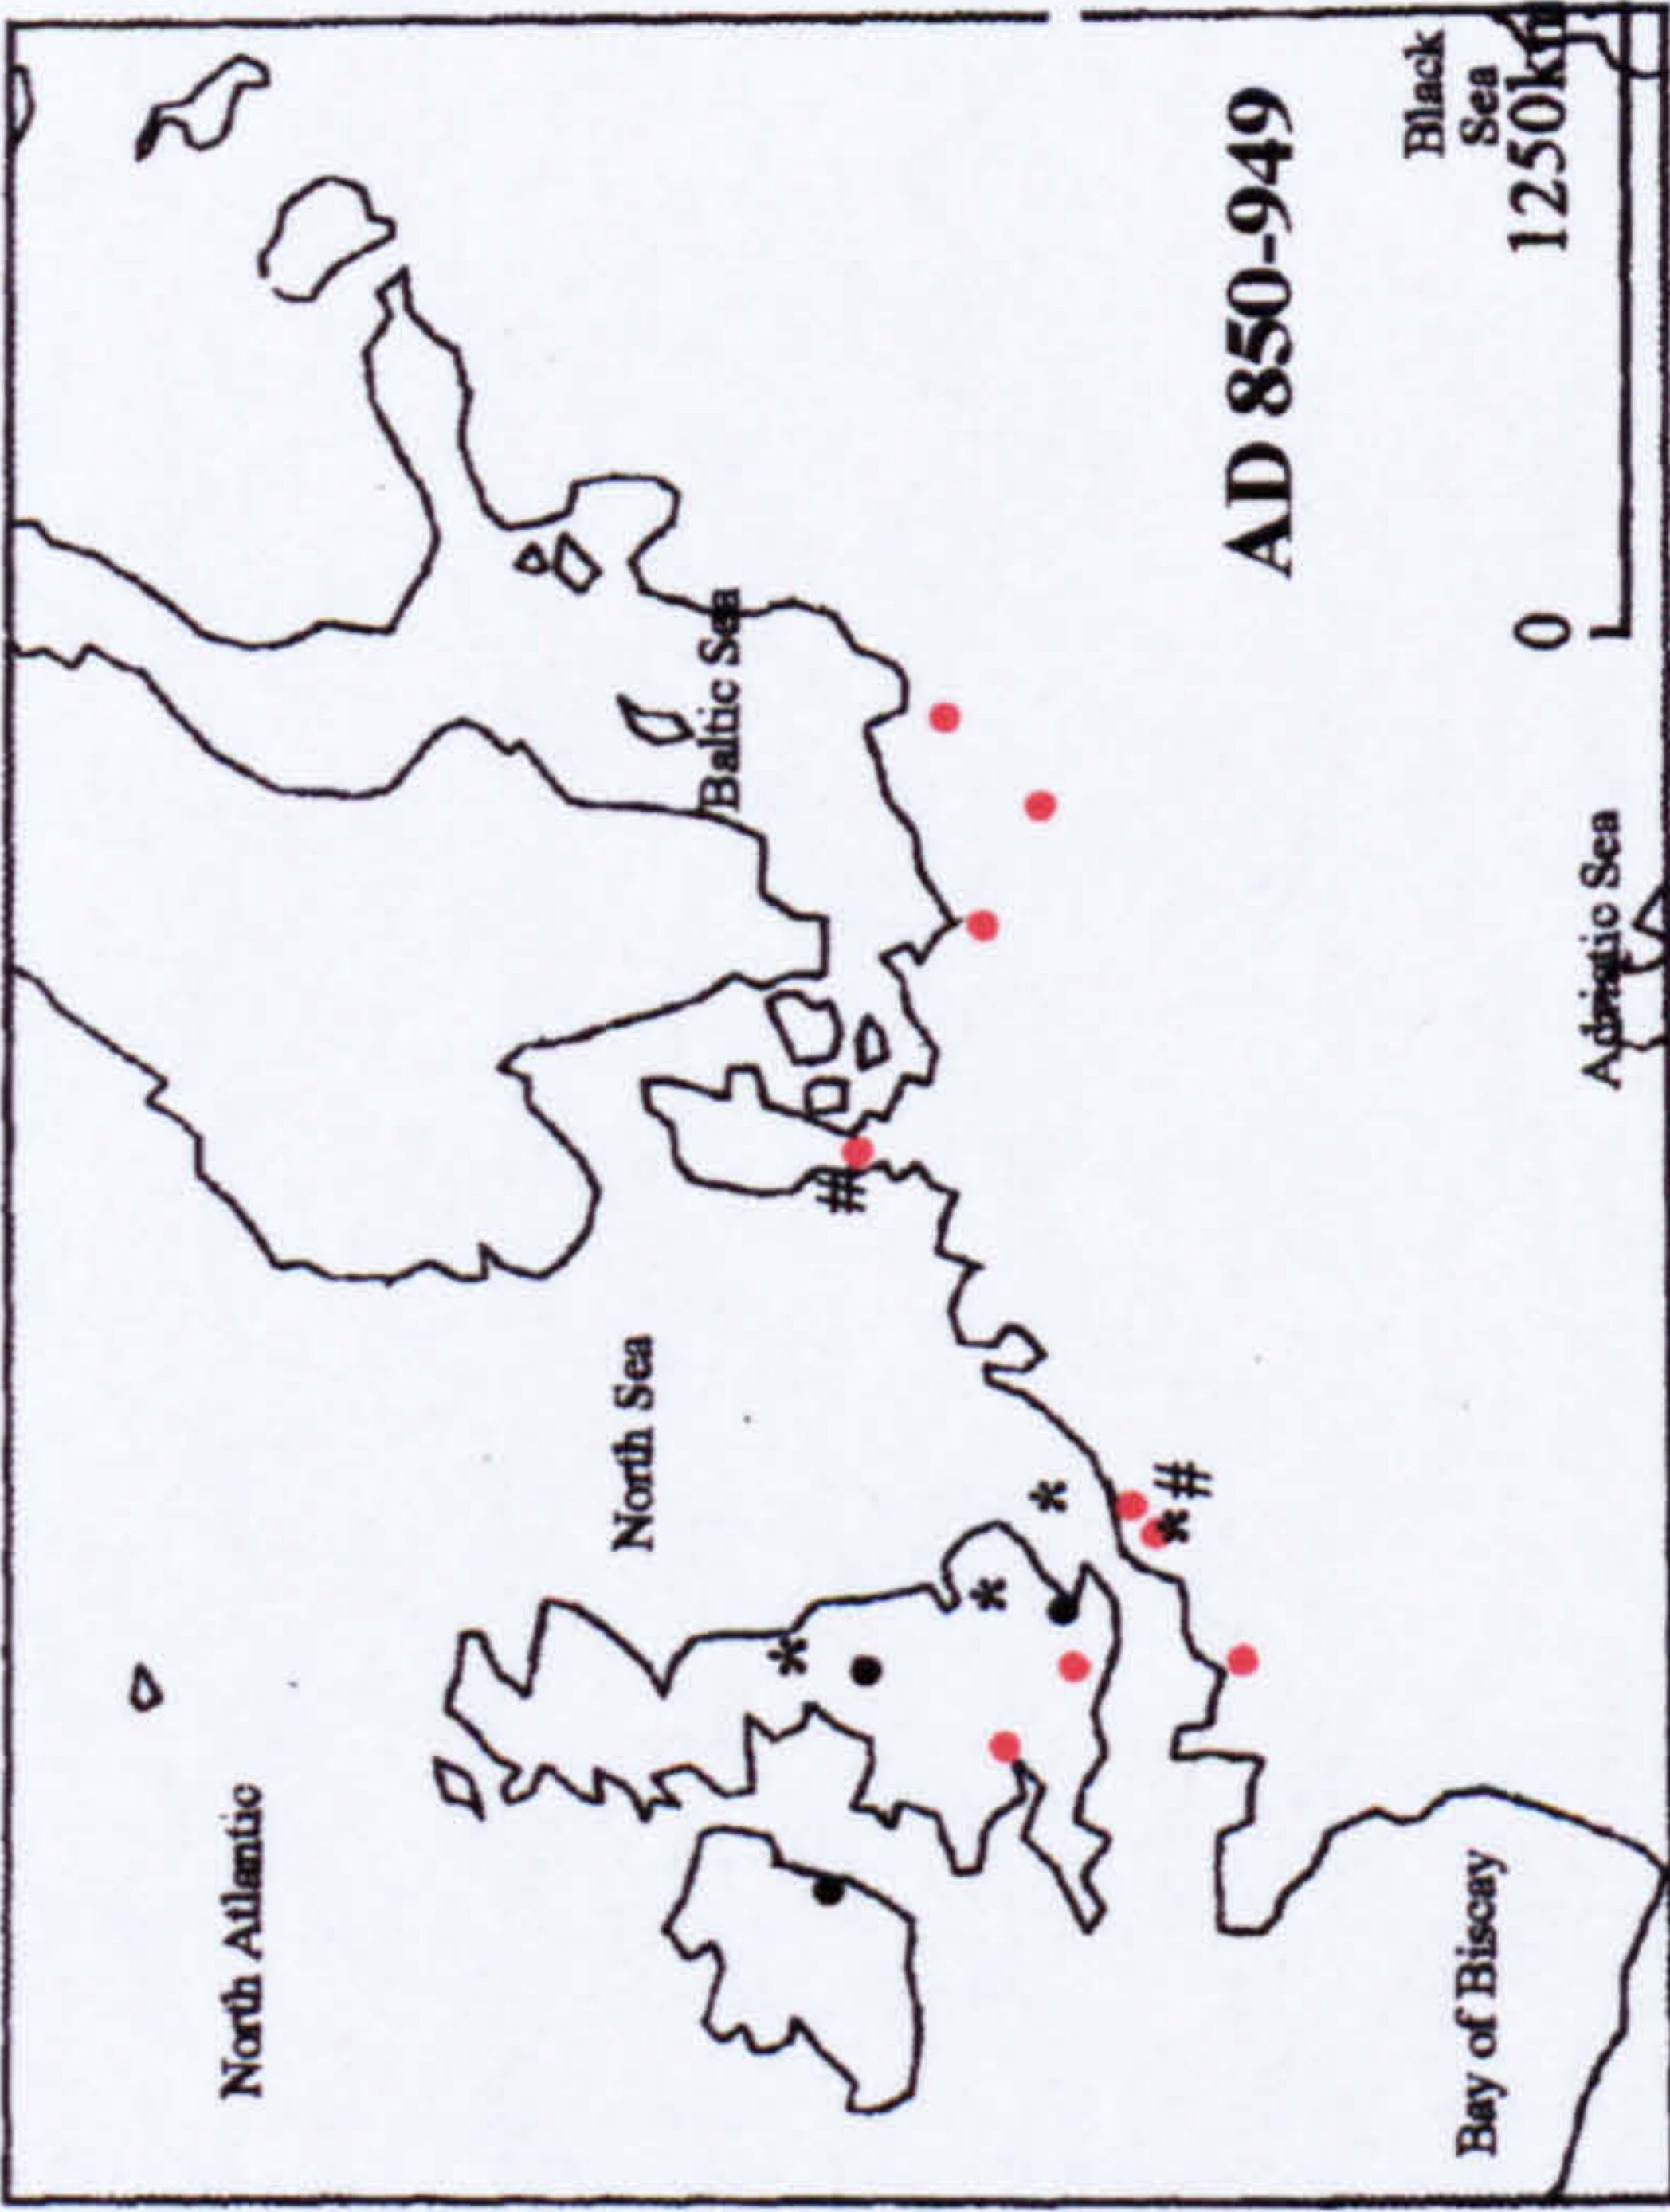 North Atlantic
North Sea
Baltic Sea
AD 850-949
Black
Sea
0 1250km
Bay of Biscay
Adriatic Sea
#
#
*
*
*
*